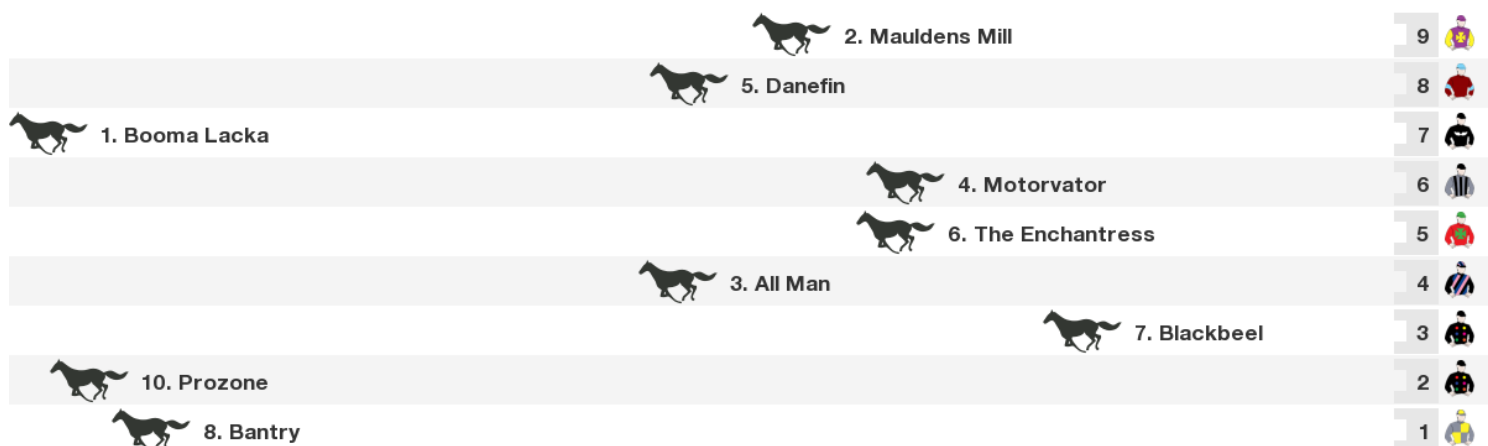 2. Mauldens Mill 9
5. Danefin 8
1. Booma Lacka 7
4. Motorvator 6
6. The Enchantress 5
3. All Man 4
7. Blackbeel 3
10. Prozone 2
8. Bantry 1